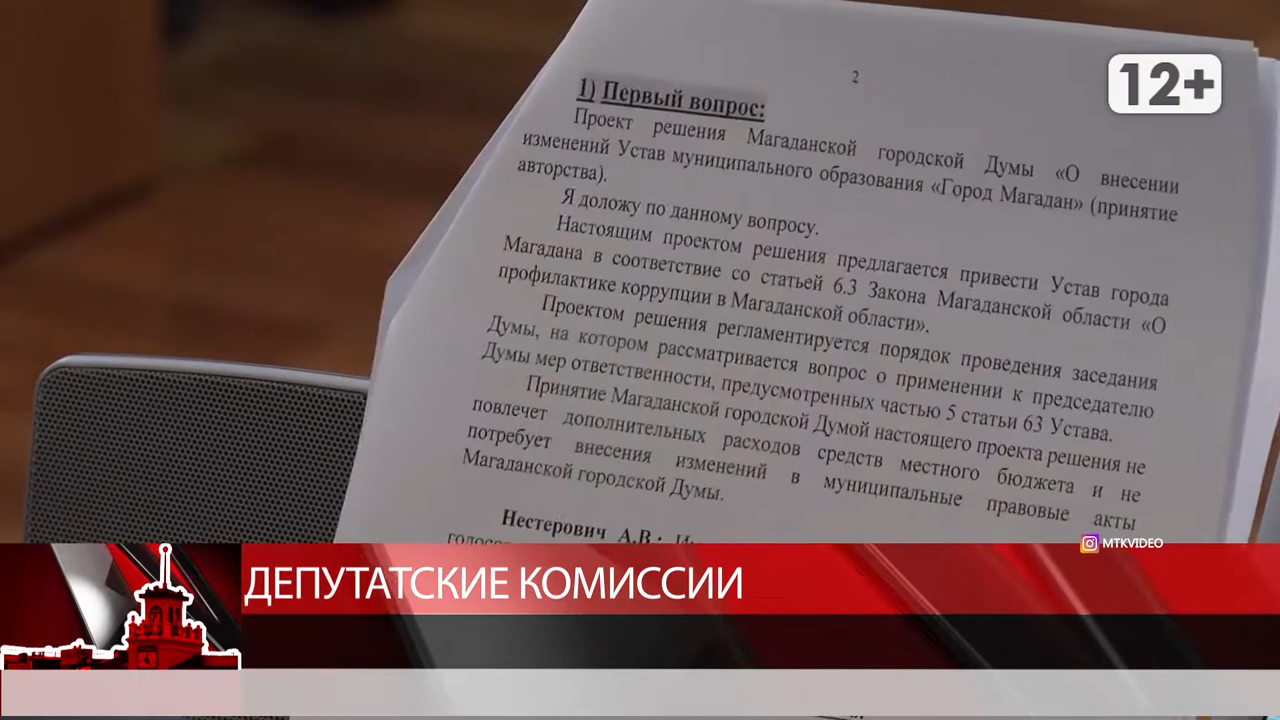 12+
2
1) Первый вопрос:
Проект решения Магаданской городской Думы «О внесении
изменений Устав муниципального образования «Город Магадан» (принятие
авторства).
Я доложу по данному вопросу.
Настоящим проектом решения предлагается привести Устав города
Магадана в соответствие со статьей 6.3 Закона Магаданской области «О
профилактике коррупции в Магаданской области».
Проектом решения регламентируется порядок проведения заседания
Думы, на котором рассматривается вопрос о применении к председателю
Думы мер ответственности, предусмотренных частью 5 статьи 63 Устава.
Принятие Магаданской городской Думой настоящего проекта решения не
повлечет дополнительных расходов средств местного бюджета и не
потребует внесения изменений в муниципальные правовые акты
Магаданской городской Думы.
Нестерович А.В.:
MTKVIDEO
ДЕПУТАТСКИЕ КОМИССИИ